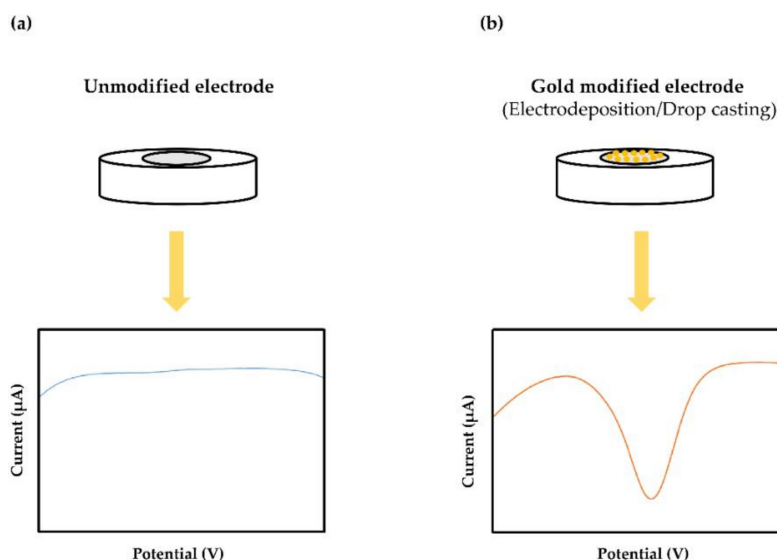 (a)
Unmodified electrode
Current (μA)
Potential (V)
(b)
Gold modified electrode
(Electrodeposition/Drop casting)
Current (μA)
Potential (V)